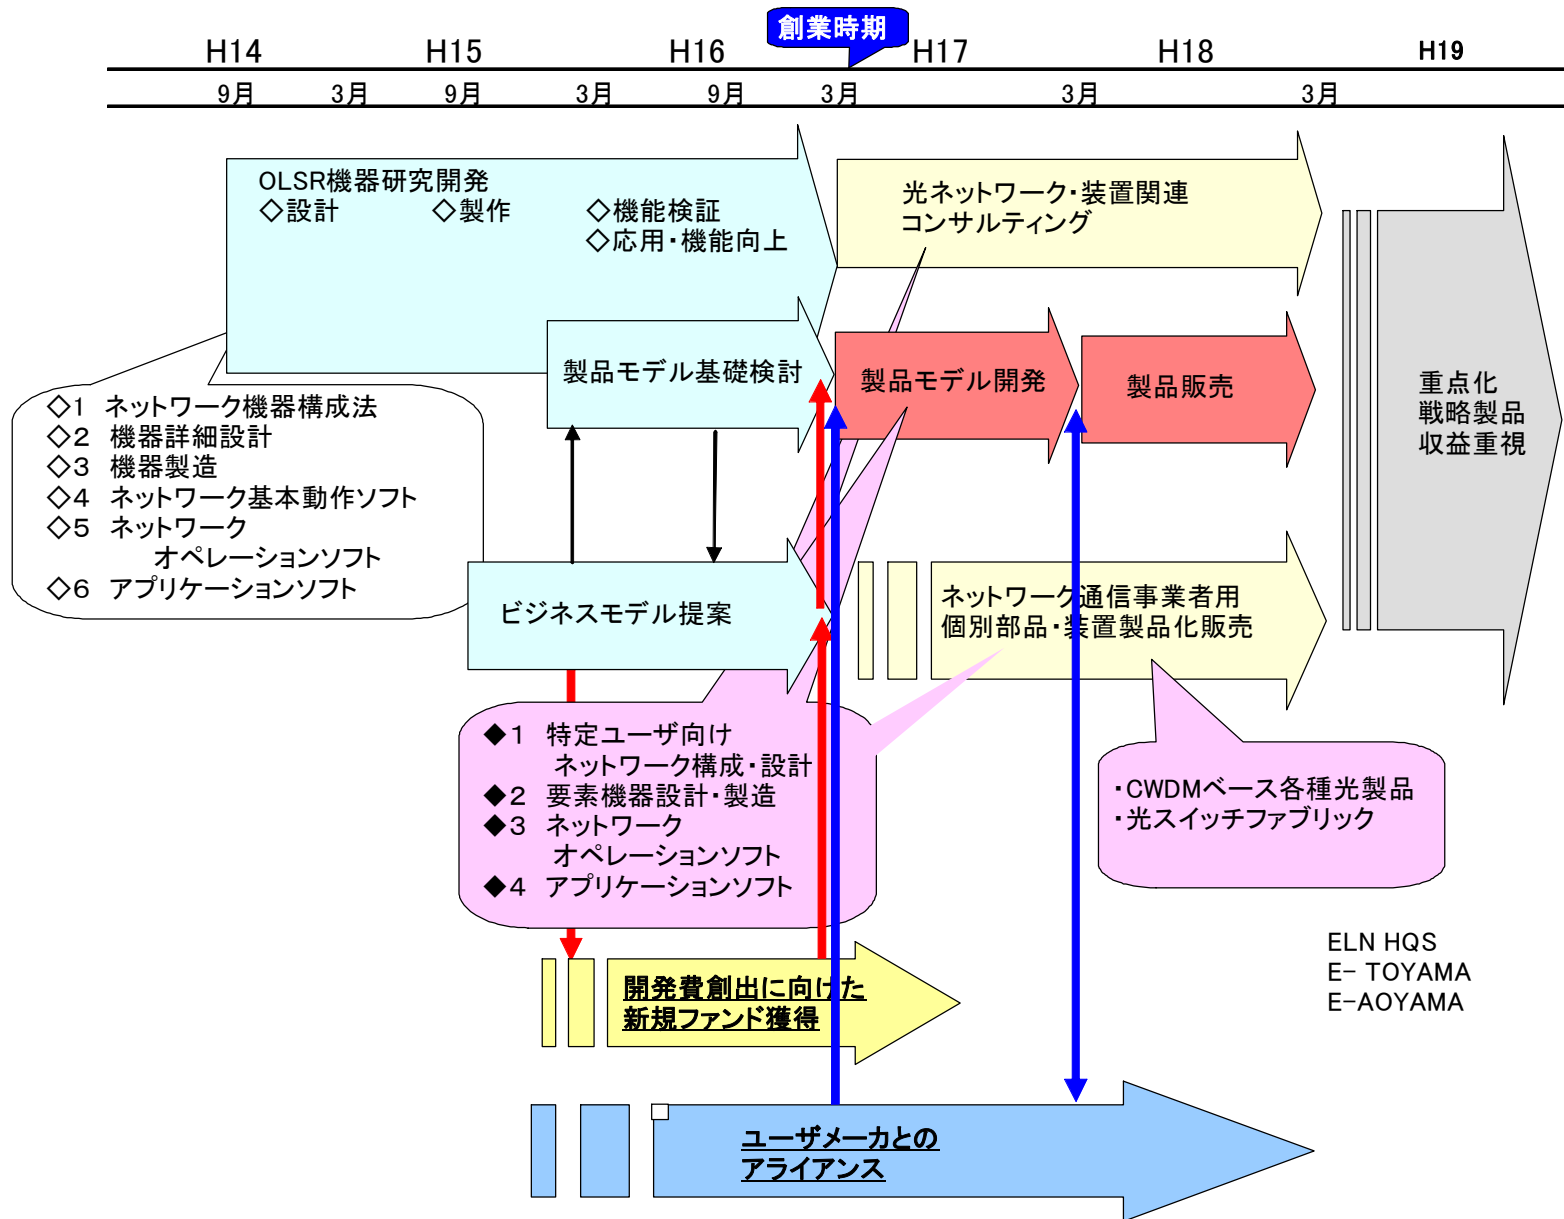 創業時期
H14 H15 H16 H17 H18 H19
9月 3月 9月 3月 9月 3月 3月 3月
OLSR機器研究開発
◇設計 ◇製作 ◇機能検証
◇応用・機能向上
光ネットワーク・装置関連
コンサルティング
製品モデル基礎検討
製品モデル開発
製品販売
重点化
戦略製品
収益重視
◇1 ネットワーク機器構成法
◇2 機器詳細設計
◇3 機器製造
◇4 ネットワーク基本動作ソフト
◇5 ネットワーク
オペレーションソフト
◇6 アプリケーションソフト
ビジネスモデル提案
ネットワーク通信事業者用
個別部品・装置製品化販売
◆1 特定ユーザ向け
ネットワーク構成・設計
◆2 要素機器設計・製造
◆3 ネットワーク
オペレーションソフト
◆4 アプリケーションソフト
・CWDMベース各種光製品
・光スイッチファブリック
ELN HQS
E- TOYAMA
E-AOYAMA
開発費創出に向けた
新規ファンド獲得
ユーザメーカとの
アライアンス